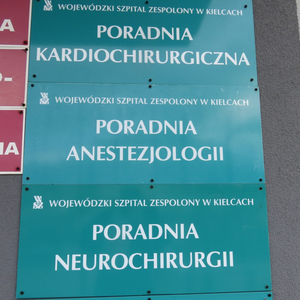 WOJEWÓDZKI SZPITAL ZESPOLONY W KIELCACH
PORADNIA
KARDIOCHIRURGICZNA
WOJEWÓDZKI SZPITAL ZESPOLONY W KIELCACH
PORADNIA
ANESTEZJOLOGII
WOJEWÓDZKI SZPITAL ZESPOLONY W KIELCACH
PORADNIA
NEUROCHIRURGII